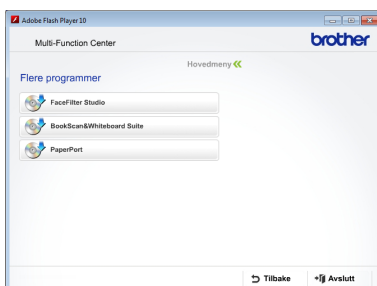 Adobe Flash Player 10
Multi-Function Center
brother
Hovedmeny
Flere programmer
FaceFilter Studio
BookScan&Whiteboard Suite
PaperPort
Tilbake
Avslutt